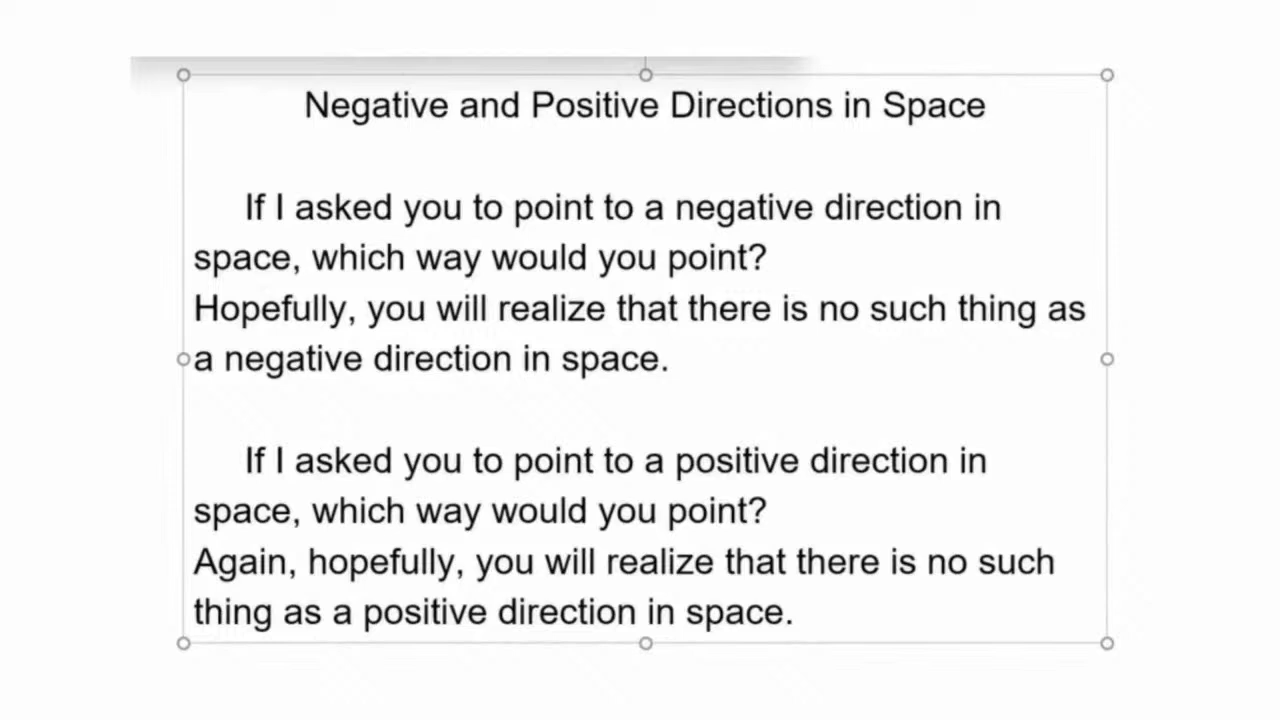 Negative and Positive Directions in Space
If I asked you to point to a negative direction in
space, which way would you point?
Hopefully, you will realize that there is no such thing as
a negative direction in space.
If I asked you to point to a positive direction in
space, which way would you point?
Again, hopefully, you will realize that there is no such
thing as a positive direction in space.